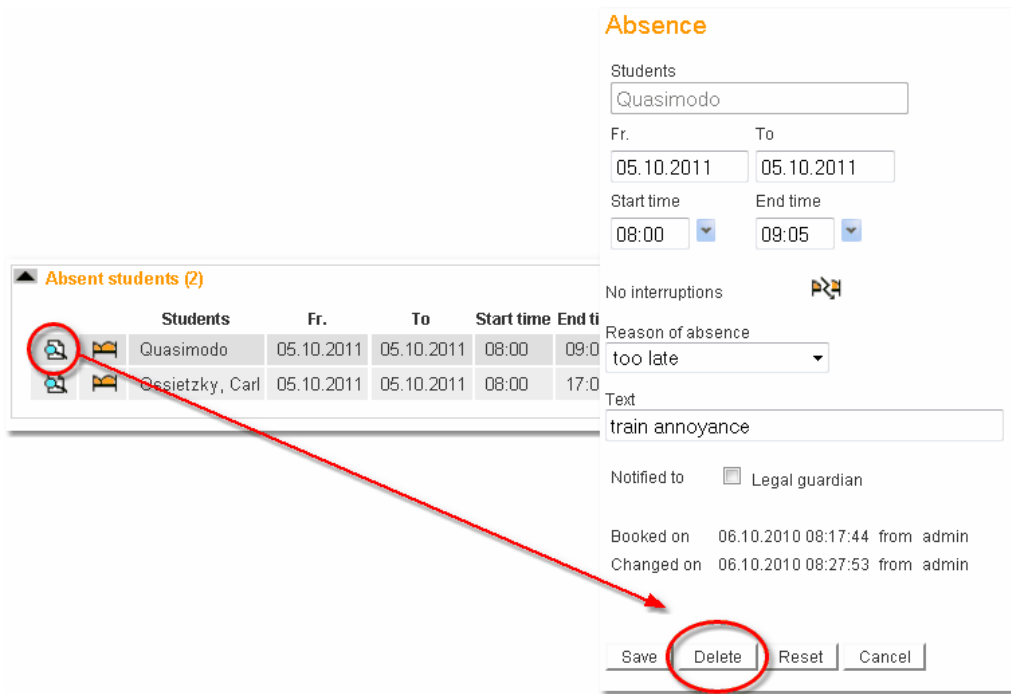 Absent students (2)
Students Fr. To Start time End ti
Quasimodo 05.10.2011 05.10.2011 08:00 09:0
Ossietzky, Carl 05.10.2011 05.10.2011 08:00 17:0
Absence
Students
Quasimodo
Fr. To
05.10.2011 05.10.2011
Start time End time
08:00 09:05
No interruptions
Reason of absence
too late
Text
train annoyance
Notified to Legal guardian
Booked on 06.10.2010 08:17:44 from admin
Changed on 06.10.2010 08:27:53 from admin
Save Delete Reset Cancel